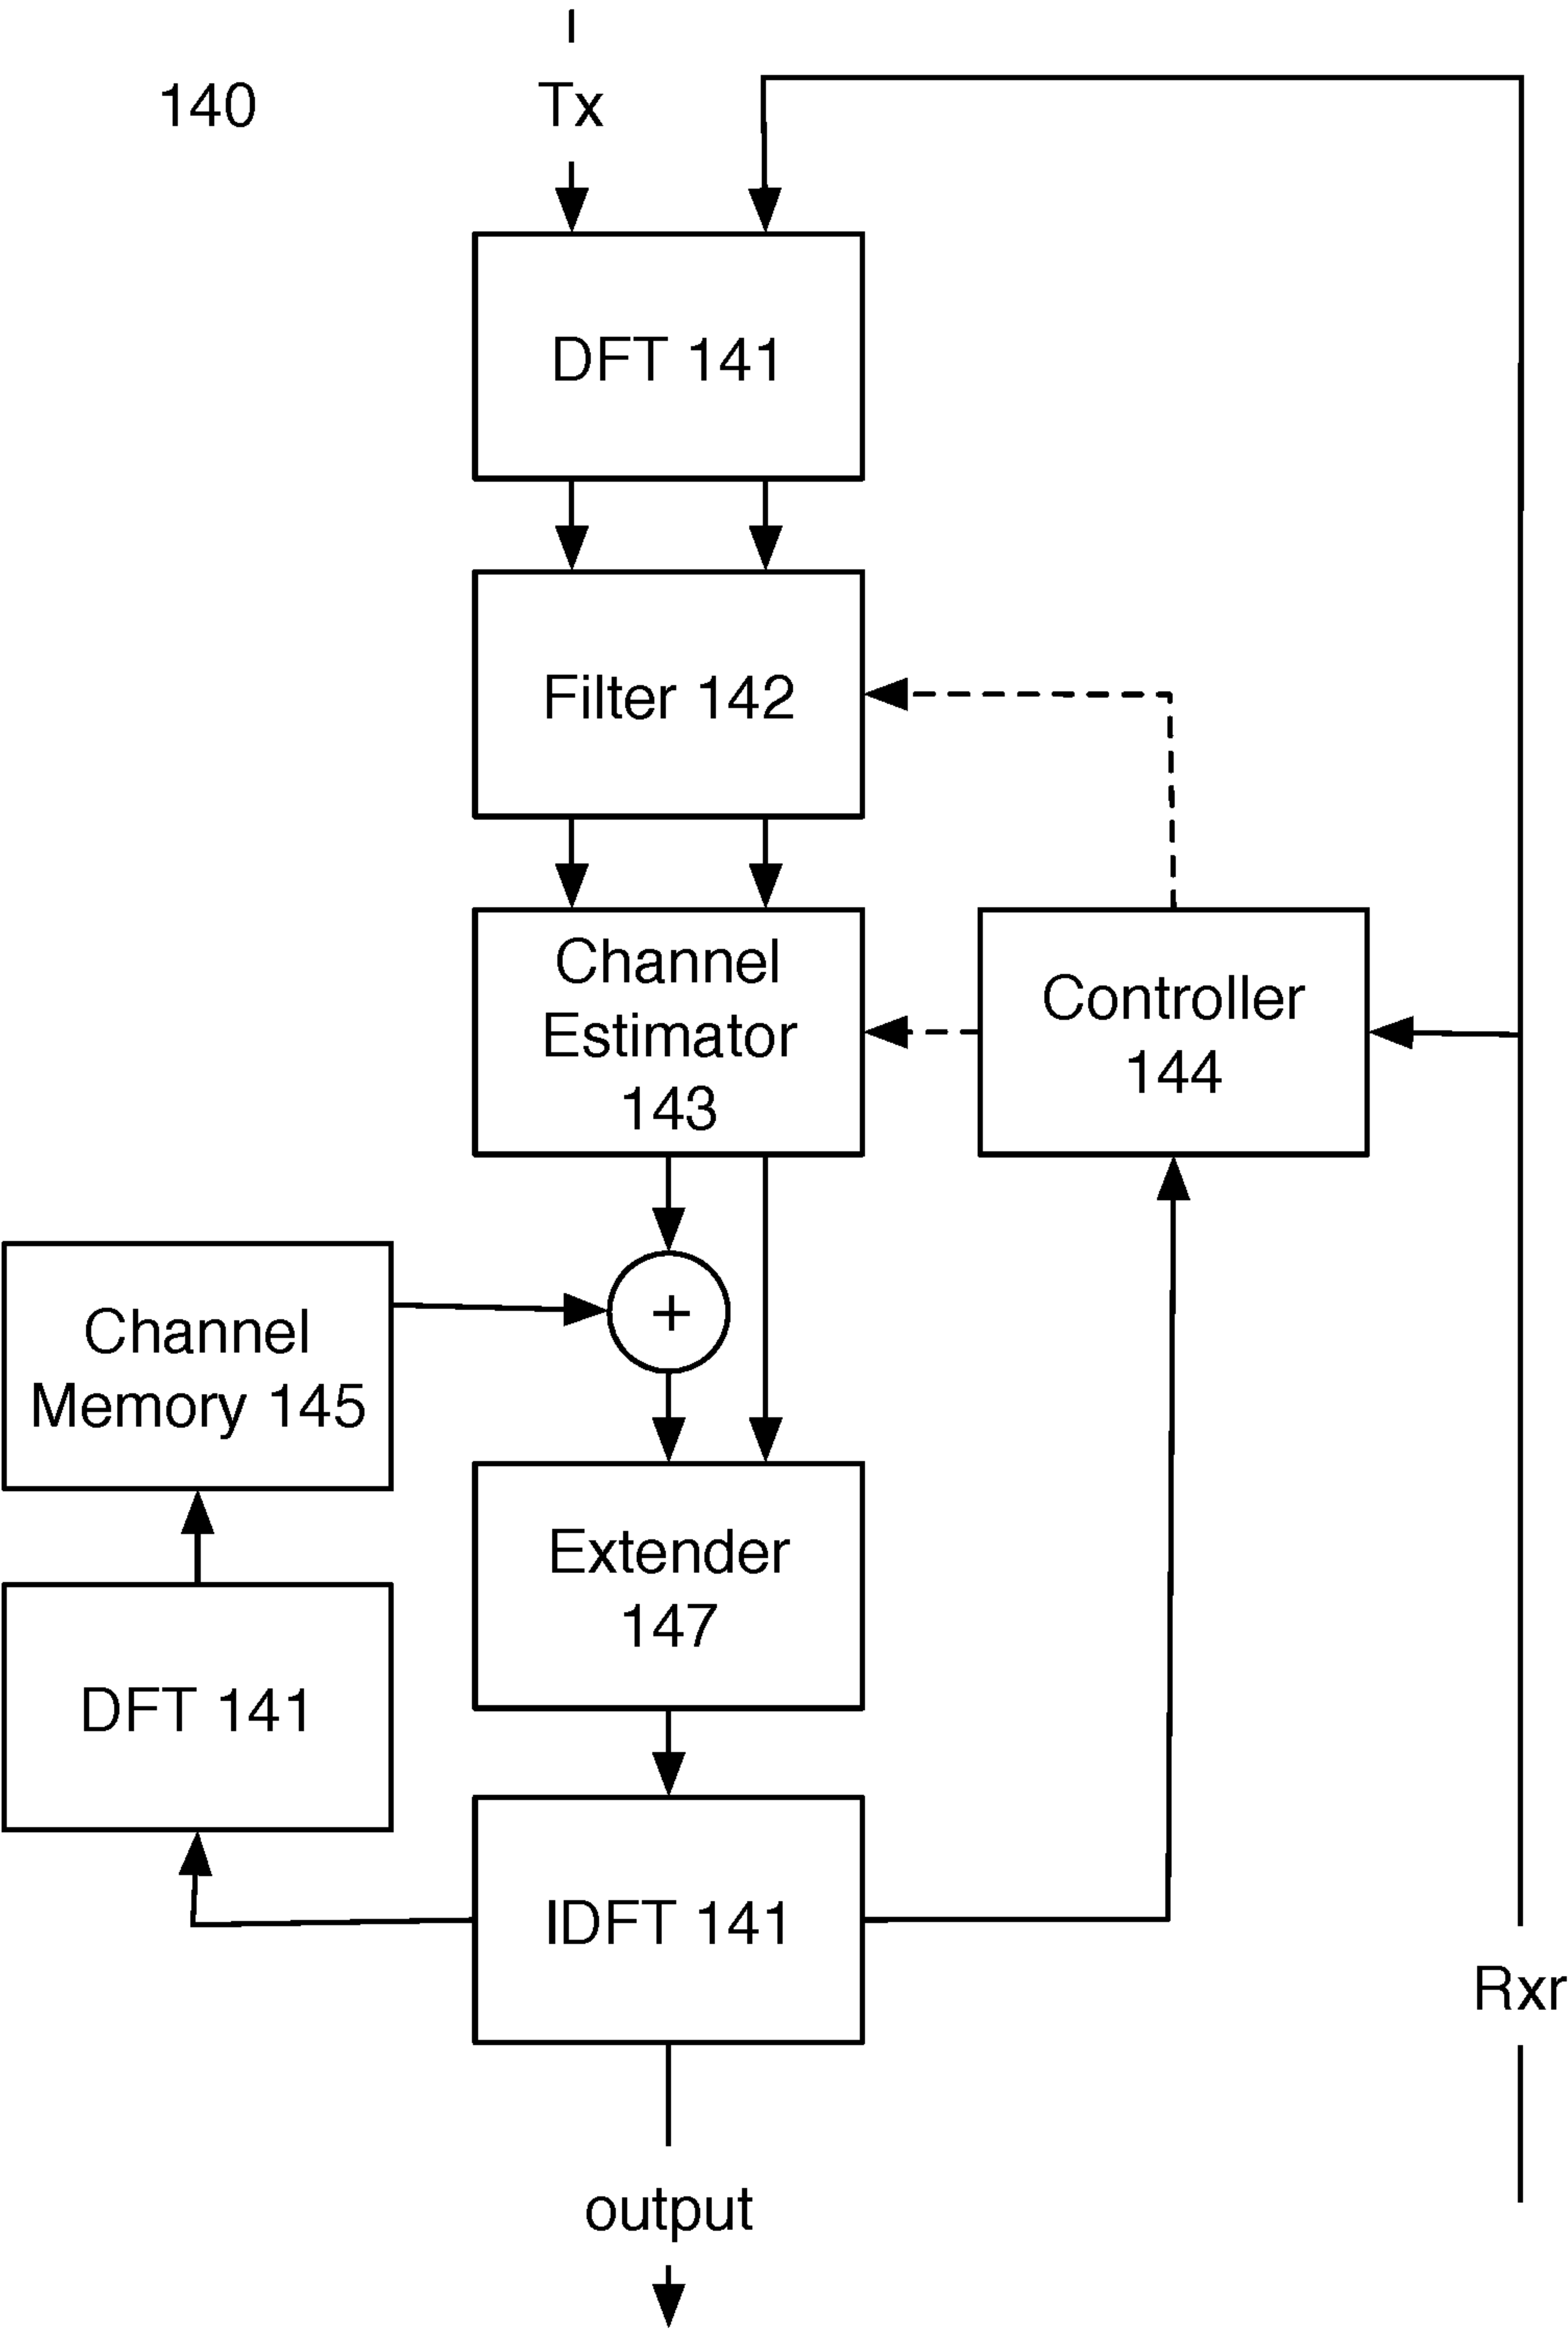 140
Tx
DFT 141
Filter 142
Channel
Estimator
143
Controller
144
+
Channel
Memory 145
Extender
147
DFT 141
IDFT 141
Rxr
output